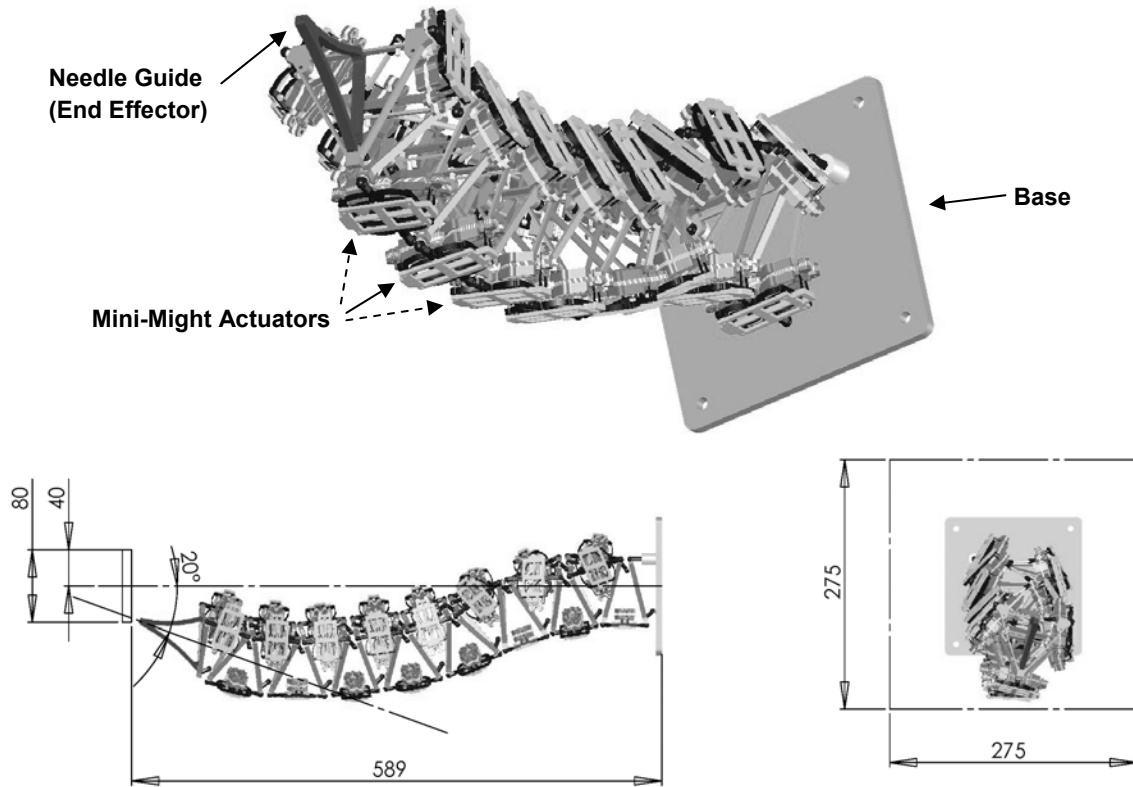 Needle Guide
(End Effector)
Base
Mini-Might Actuators
80
40
20°
589
275
275